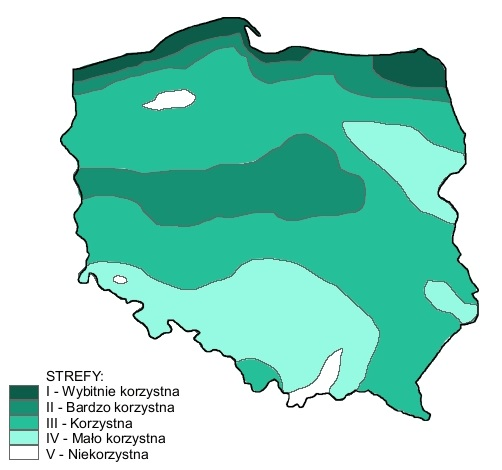 STREFY:
I - Wybitnie korzystna
II - Bardzo korzystna
III - Korzystna
IV - Mało korzystna
V - Niekorzystna